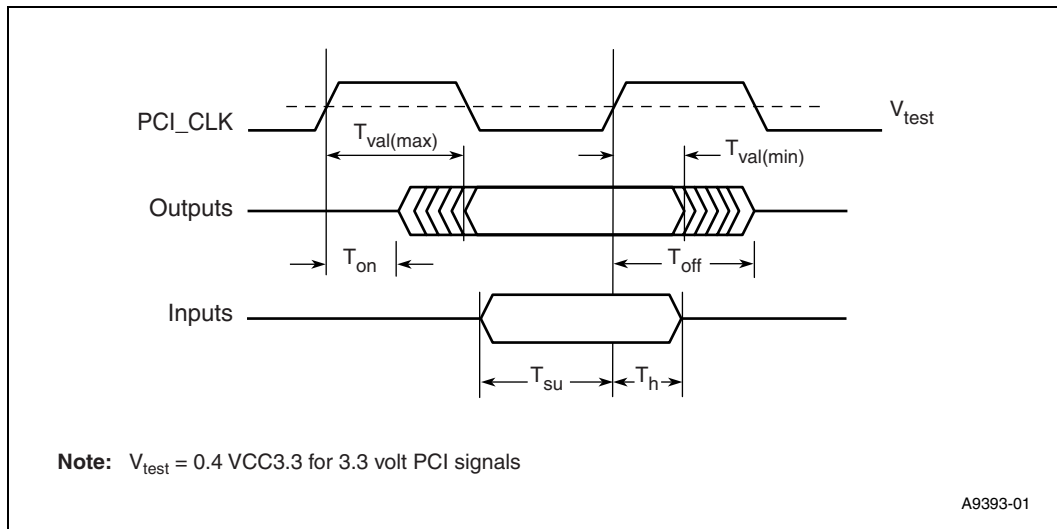 PCI_CLK
V_test
T_val(max)
T_val(min)
Outputs
T_on
T_off
Inputs
T_su
T_h
Note: V_test = 0.4 VCC3.3 for 3.3 volt PCI signals
A9393-01